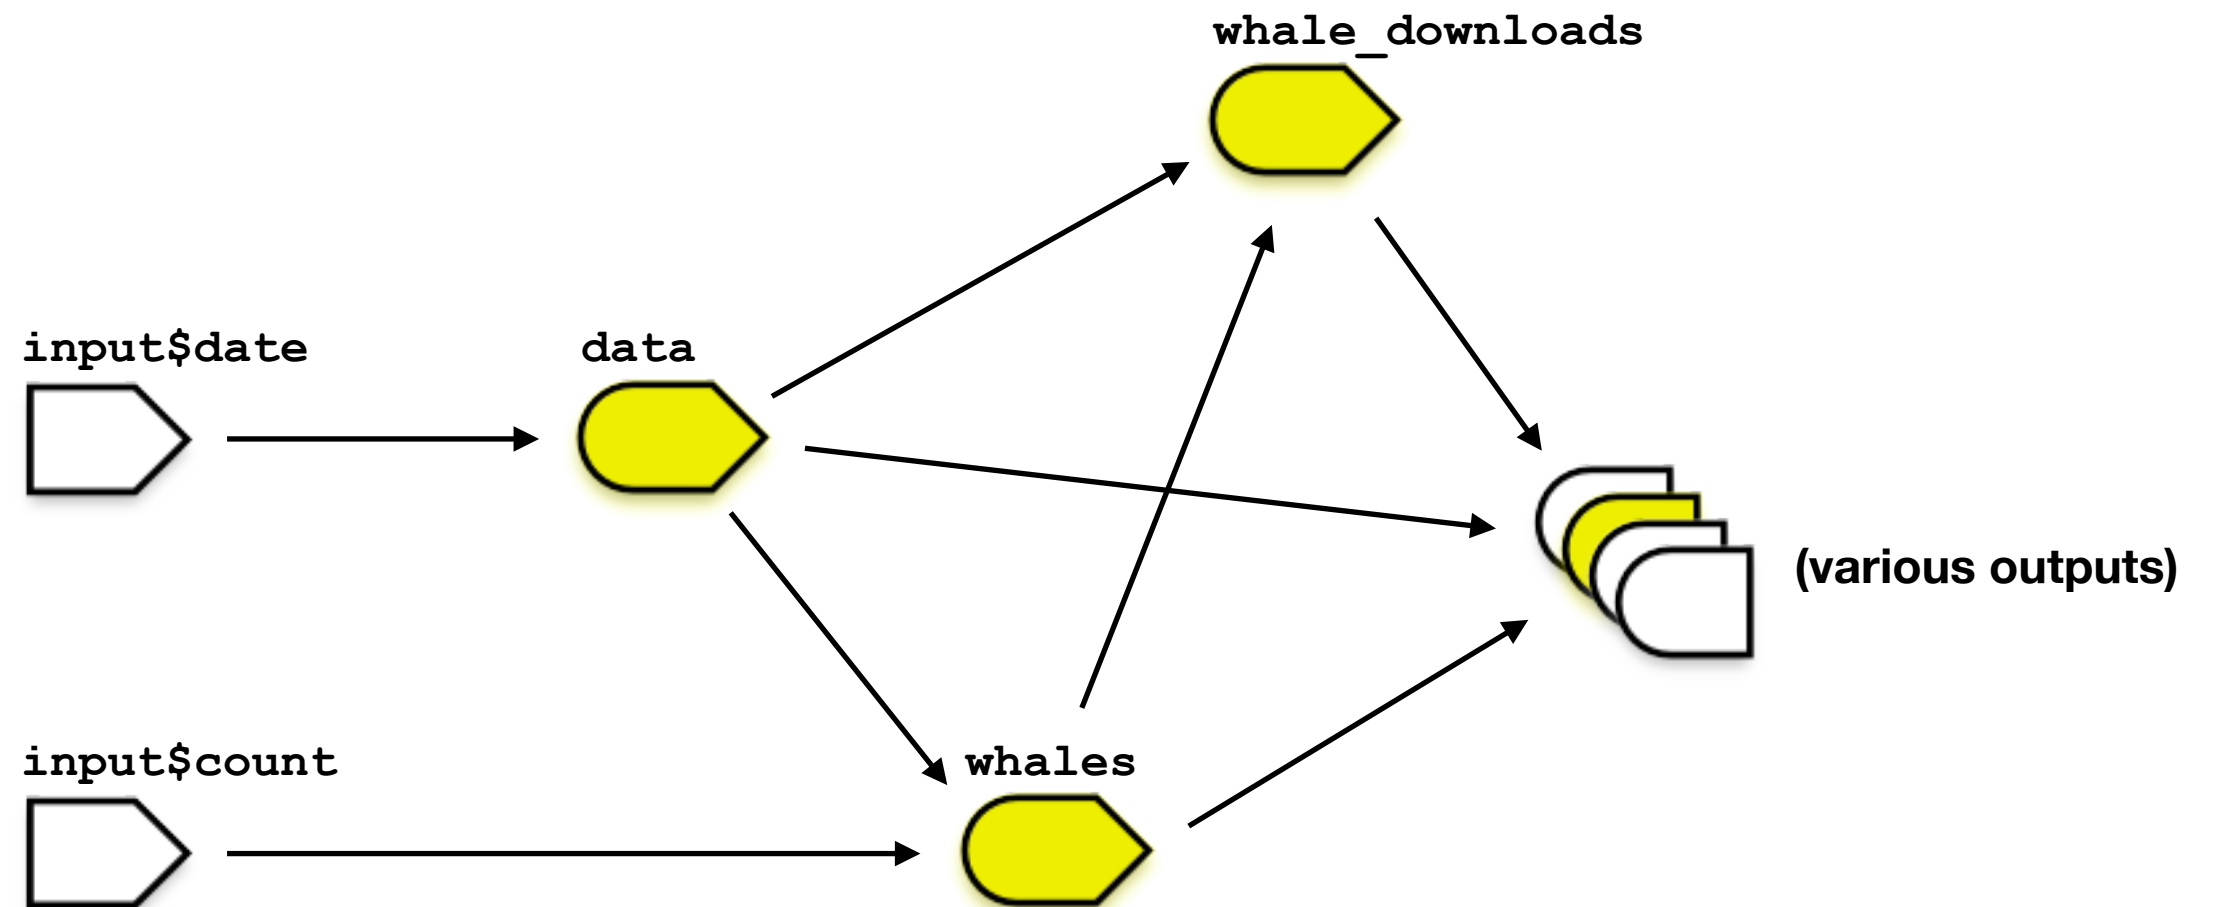 whale_downloads
input$date
data
(various outputs)
input$count
whales